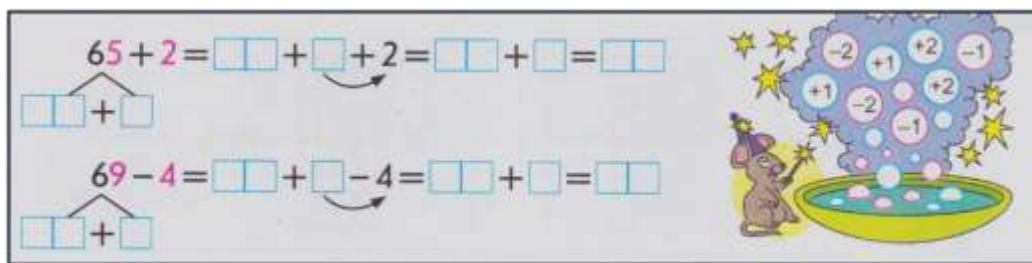 65 + 2 = □□ + □ + 2 = □□ + □ = □□
□□ + □
69 − 4 = □□ + □ − 4 = □□ + □ = □□
□□ + □
−2 +1 +2 −1
+1 −2 −1 +2